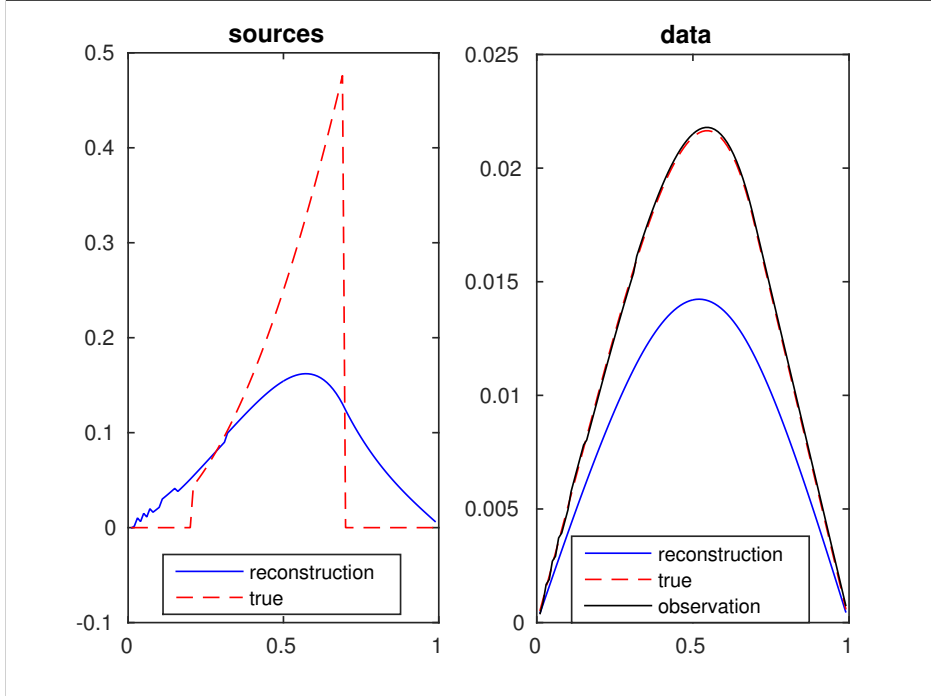 sources
0.5
0.4
0.3
0.2
0.1
0
-0.1
0 0.5 1
reconstruction
true
data
0.025
0.02
0.015
0.01
0.005
0
0 0.5 1
reconstruction
true
observation